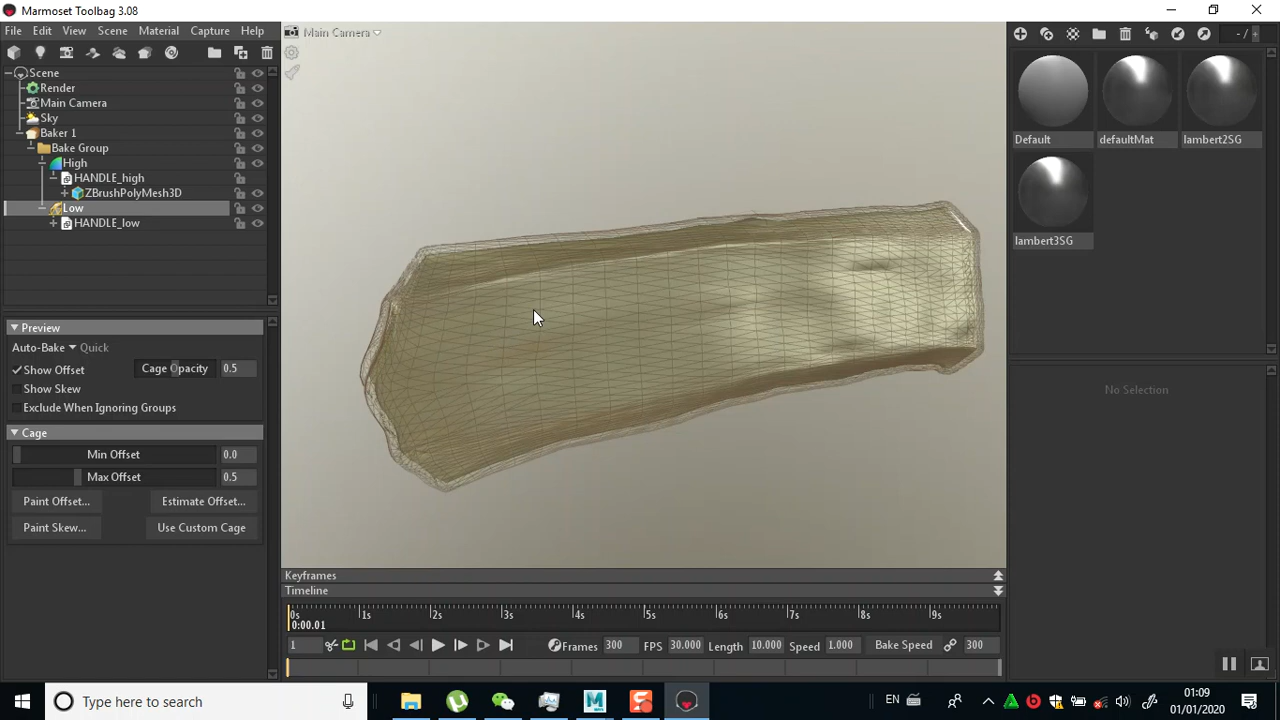 Marmoset Toolbag 3.08
File Edit View Scene Material Capture Help
Main Camera
- / +
Scene
Render
Main Camera
Sky
Baker 1
Bake Group
High
HANDLE_high
ZBrushPolyMesh3D
Low
HANDLE_low
Default defaultMat lambert2SG
lambert3SG
Preview
Auto-Bake Quick
Show Offset Cage Opacity 0.5
Show Skew
Exclude When Ignoring Groups
Cage
Min Offset 0.0
Max Offset 0.5
Paint Offset... Estimate Offset...
Paint Skew... Use Custom Cage
No Selection
Keyframes
Timeline
0s 1s 2s 3s 4s 5s 6s 7s 8s 9s
0:00.01
1 Frames 300 FPS 30.000 Length 10.000 Speed 1.000 Bake Speed 300
Type here to search
EN
01:09
01/01/2020